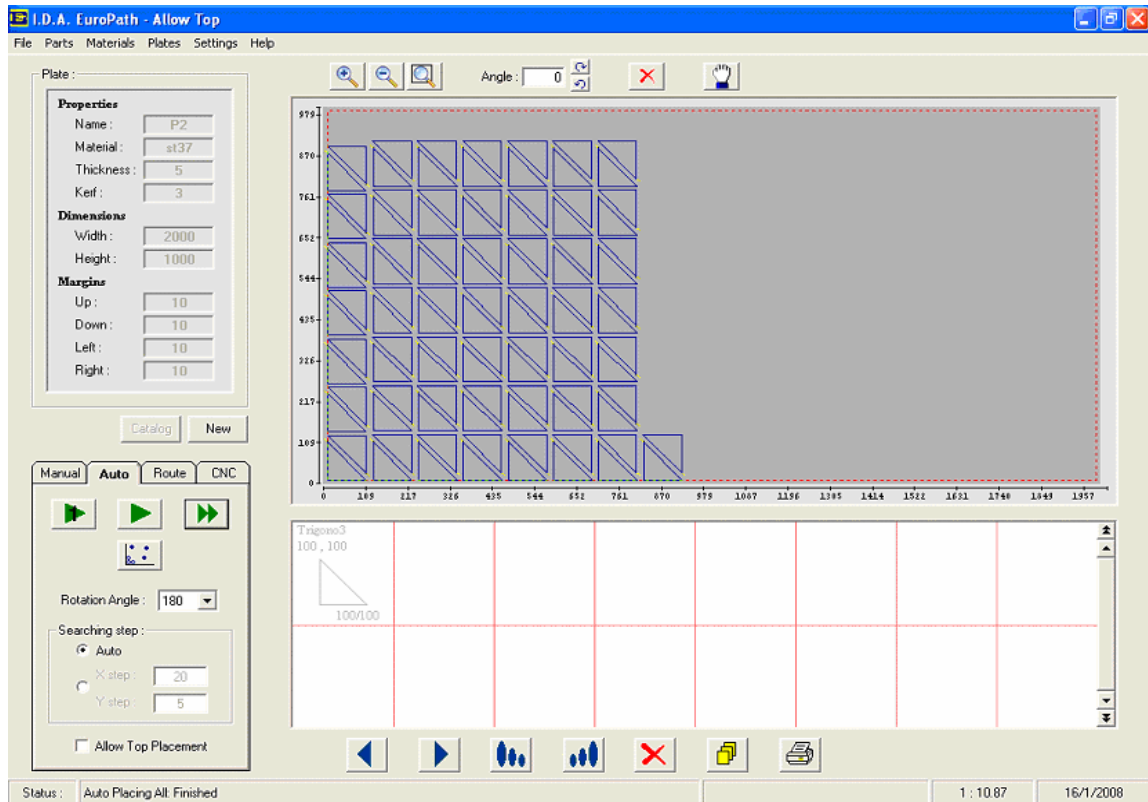 I.D.A. EuroPath - Allow Top
File Parts Materials Plates Settings Help
Plate :
Properties
Name : P2
Material : st37
Thickness : 5
Kerf : 3
Dimensions
Width : 2000
Height : 1000
Margins
Up : 10
Down : 10
Left : 10
Right : 10
Catalog New
Angle : 0
979
870
761
652
544
435
326
217
109
0
0 109 217 326 435 544 652 761 870 979 1087 1196 1305 1414 1522 1631 1740 1849 1957
Manual Auto Route CNC
1
Rotation Angle : 180
Searching step :
Auto
X step : 20
Y step : 5
Allow Top Placement
Trigono3
100 , 100
100/100
Status : Auto Placing All: Finished 1 : 10.87 16/1/2008